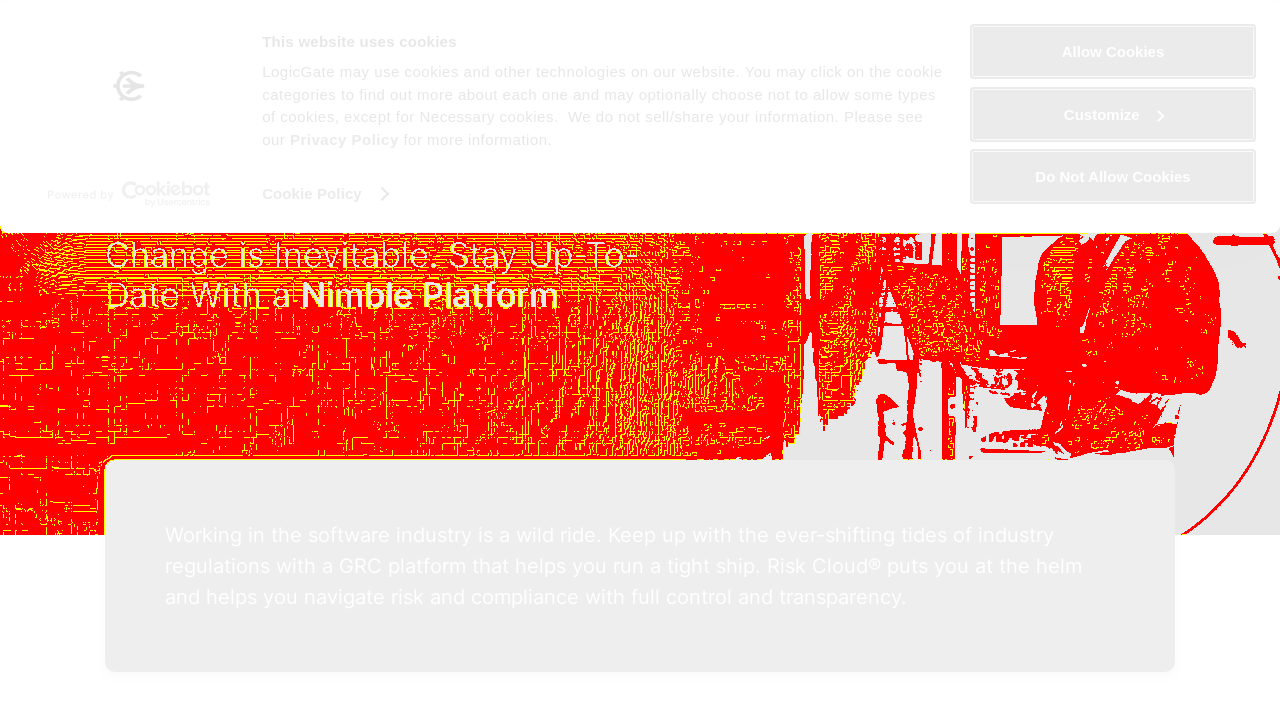 This website uses cookies
LogicGate may use cookies and other technologies on our website. You may click on the cookie
categories to find out more about each one and may optionally choose not to allow some types
of cookies, except for Necessary cookies.  We do not sell/share your information. Please see
our Privacy Policy for more information.
Cookie Policy
Powered by Cookiebot
by Usercentrics
Allow Cookies
Customize
Do Not Allow Cookies
Change is Inevitable. Stay Up-To-
Date With a Nimble Platform
Working in the software industry is a wild ride. Keep up with the ever-shifting tides of industry
regulations with a GRC platform that helps you run a tight ship. Risk Cloud® puts you at the helm
and helps you navigate risk and compliance with full control and transparency.